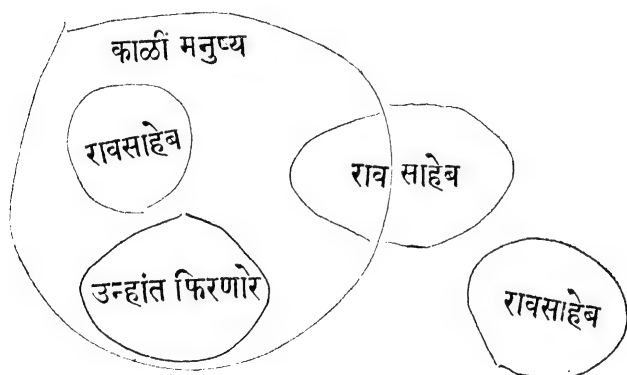 काळीं मनुष्य
रावसाहेब
राव साहेब
उन्हांत फिरणारे
रावसाहेब